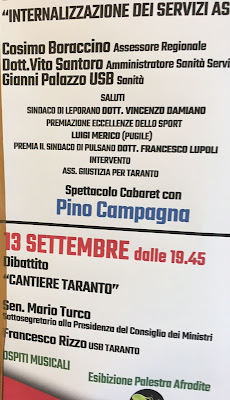 “INTERNALIZZAZIONE DEI SERVIZI AS
Cosimo Boraccino Assessore Regionale
Dott.Vito Santoro Amministratore Sanità Servi
Gianni Palazzo USB Sanità
SALUTI
SINDACO DI LEPORANO DOTT. VINCENZO DAMIANO
PREMIAZIONE ECCELLENZE DELLO SPORT
LUIGI MERICO (PUGILE)
PREMIA IL SINDACO DI PULSANO DOTT. FRANCESCO LUPOLI
INTERVENTO
ASS. GIUSTIZIA PER TARANTO
Spettacolo Cabaret con
Pino Campagna
13 SETTEMBRE dalle 19.45
Dibattito
“CANTIERE TARANTO”
Sen. Mario Turco
Sottosegretario alla Presidenza del Consiglio dei Ministri
Francesco Rizzo USB TARANTO
OSPITI MUSICALI
Esibizione Palestra Afrodite